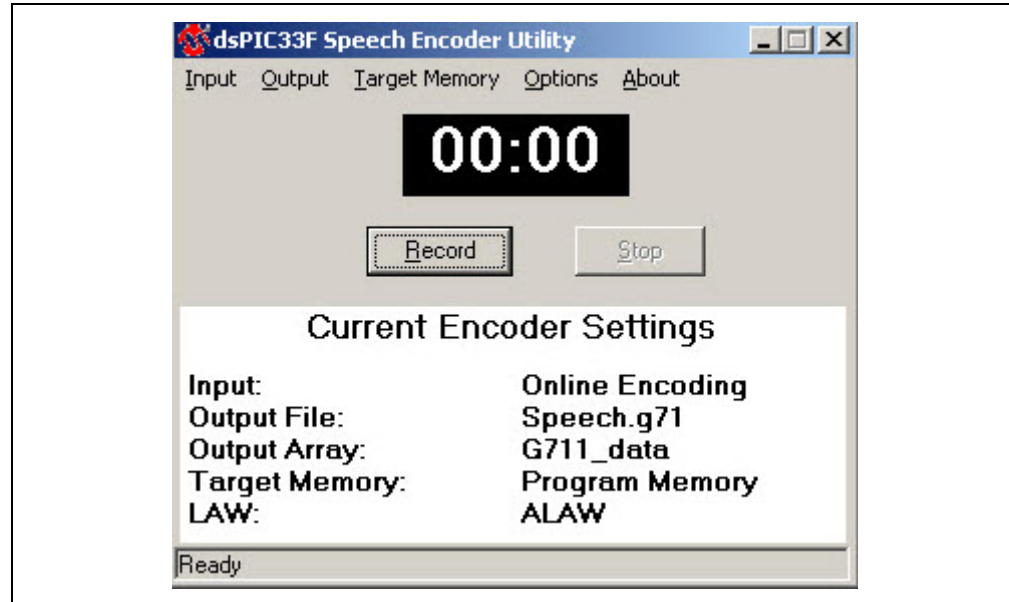 dsPIC33F Speech Encoder Utility
Input Output Target Memory Options About
00:00
Record Stop
Current Encoder Settings
Input: Online Encoding
Output File: Speech.g71
Output Array: G711_data
Target Memory: Program Memory
LAW: ALAW
Ready